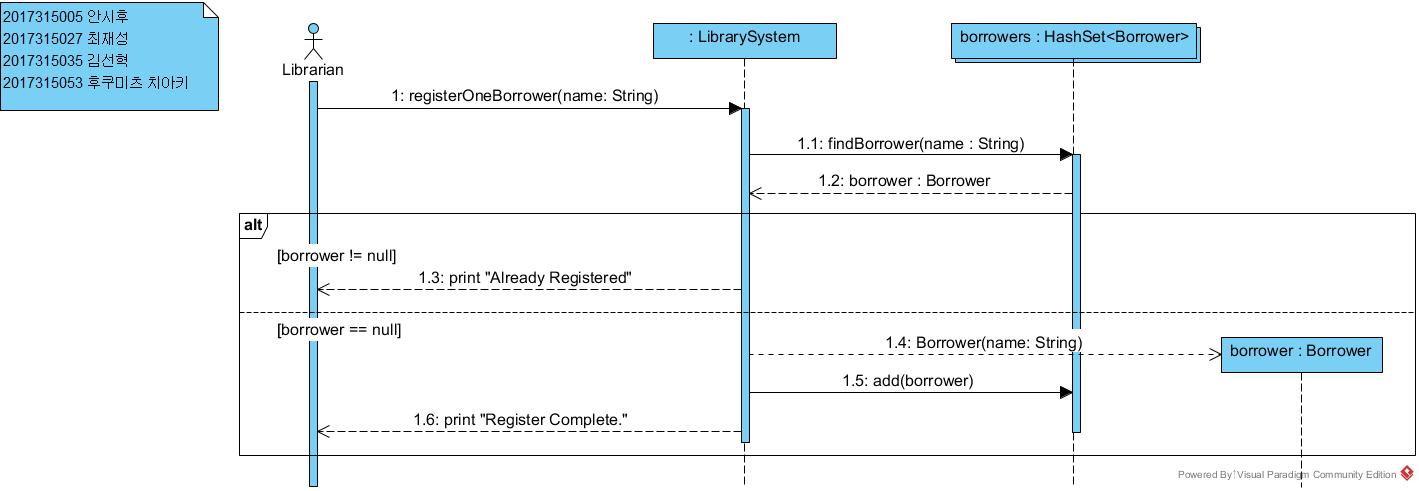 2017315005 안시후
2017315027 최재성
2017315035 김선혁
2017315053 후쿠미츠 치아키
Librarian
: LibrarySystem
borrowers : HashSet<Borrower>
1: registerOneBorrower(name: String)
1.1: findBorrower(name : String)
1.2: borrower : Borrower
alt
[borrower != null]
1.3: print "Already Registered"
[borrower == null]
1.4: Borrower(name: String)
borrower : Borrower
1.5: add(borrower)
1.6: print "Register Complete."
Powered By Visual Paradigm Community Edition